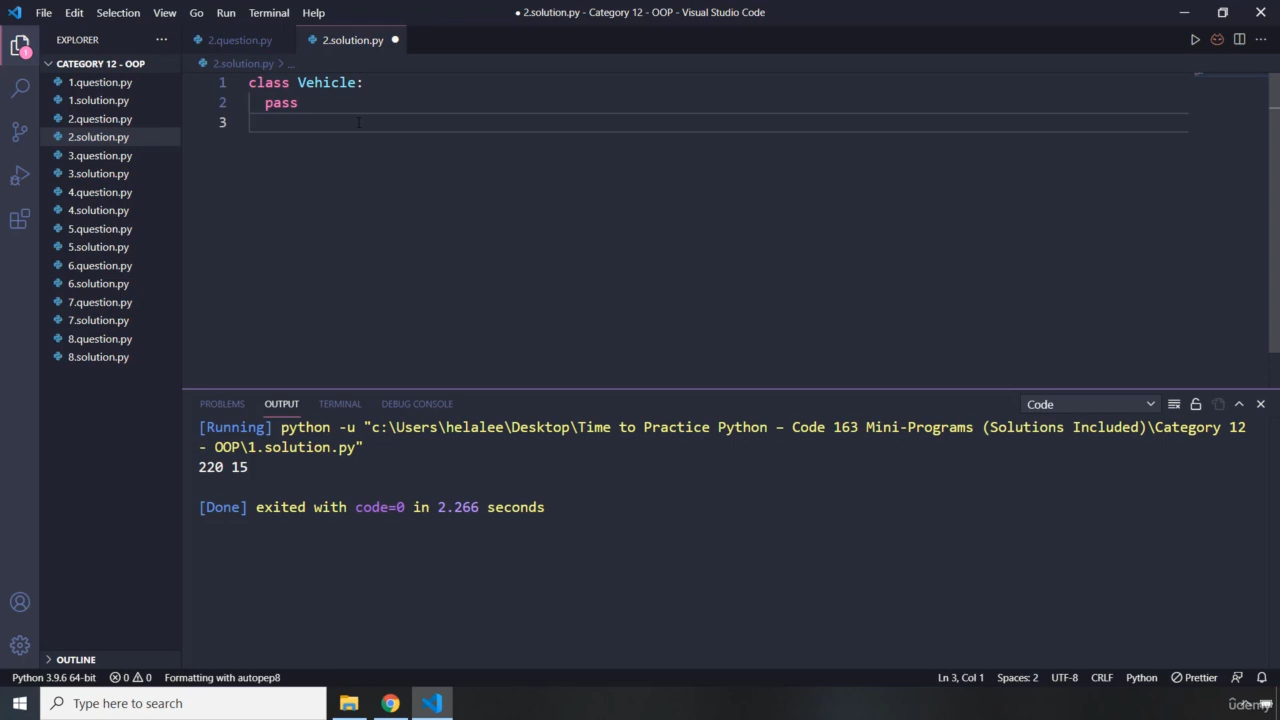 File Edit Selection View Go Run Terminal Help
● 2.solution.py - Category 12 - OOP - Visual Studio Code
EXPLORER
2.question.py
2.solution.py
1
CATEGORY 12 - OOP
1.question.py
1.solution.py
2.question.py
2.solution.py
3.question.py
3.solution.py
4.question.py
4.solution.py
5.question.py
5.solution.py
6.question.py
6.solution.py
7.question.py
7.solution.py
8.question.py
8.solution.py
OUTLINE
2.solution.py > ...
1 class Vehicle:
2 pass
3
PROBLEMS OUTPUT TERMINAL DEBUG CONSOLE
Code
[Running] python -u "c:\Users\helalee\Desktop\Time to Practice Python – Code 163 Mini-Programs (Solutions Included)\Category 12
- OOP\1.solution.py"
220 15
[Done] exited with code=0 in 2.266 seconds
Python 3.9.6 64-bit 0 0 Formatting with autopep8 Ln 3, Col 1 Spaces: 2 UTF-8 CRLF Python Prettier
Type here to search
udemy